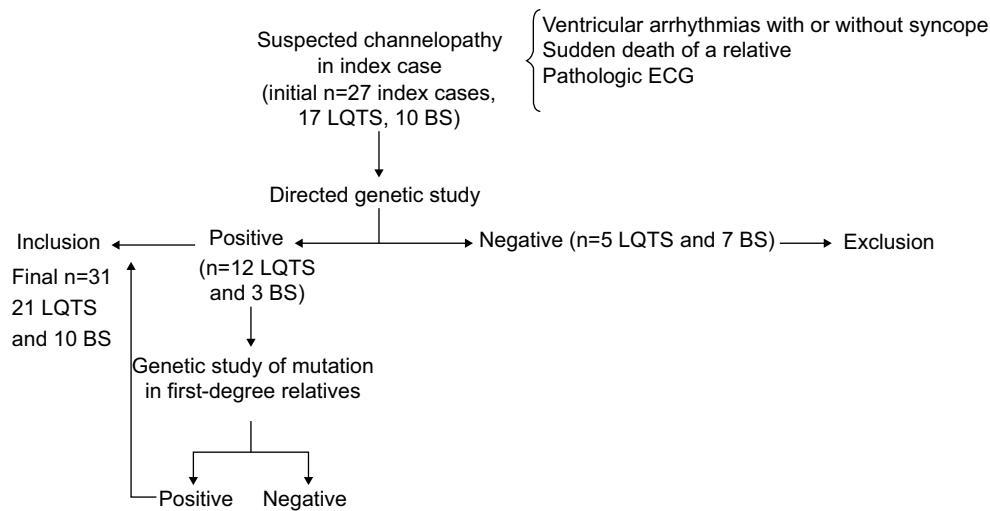 Suspected channelopathy
in index case
(initial n=27 index cases,
17 LQTS, 10 BS)
Ventricular arrhythmias with or without syncope
Sudden death of a relative
Pathologic ECG
Directed genetic study
Inclusion
Final n=31
21 LQTS
and 10 BS
Positive
(n=12 LQTS
and 3 BS)
Negative (n=5 LQTS and 7 BS)
Exclusion
Genetic study of mutation
in first-degree relatives
Positive
Negative